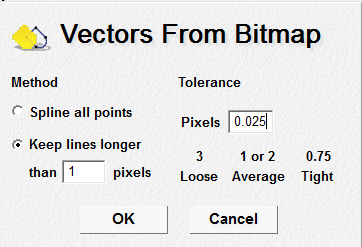 Vectors From Bitmap
Method
Spline all points
Keep lines longer
than 1 pixels
Tolerance
Pixels 0.025
3 1 or 2 0.75
Loose Average Tight
OK Cancel